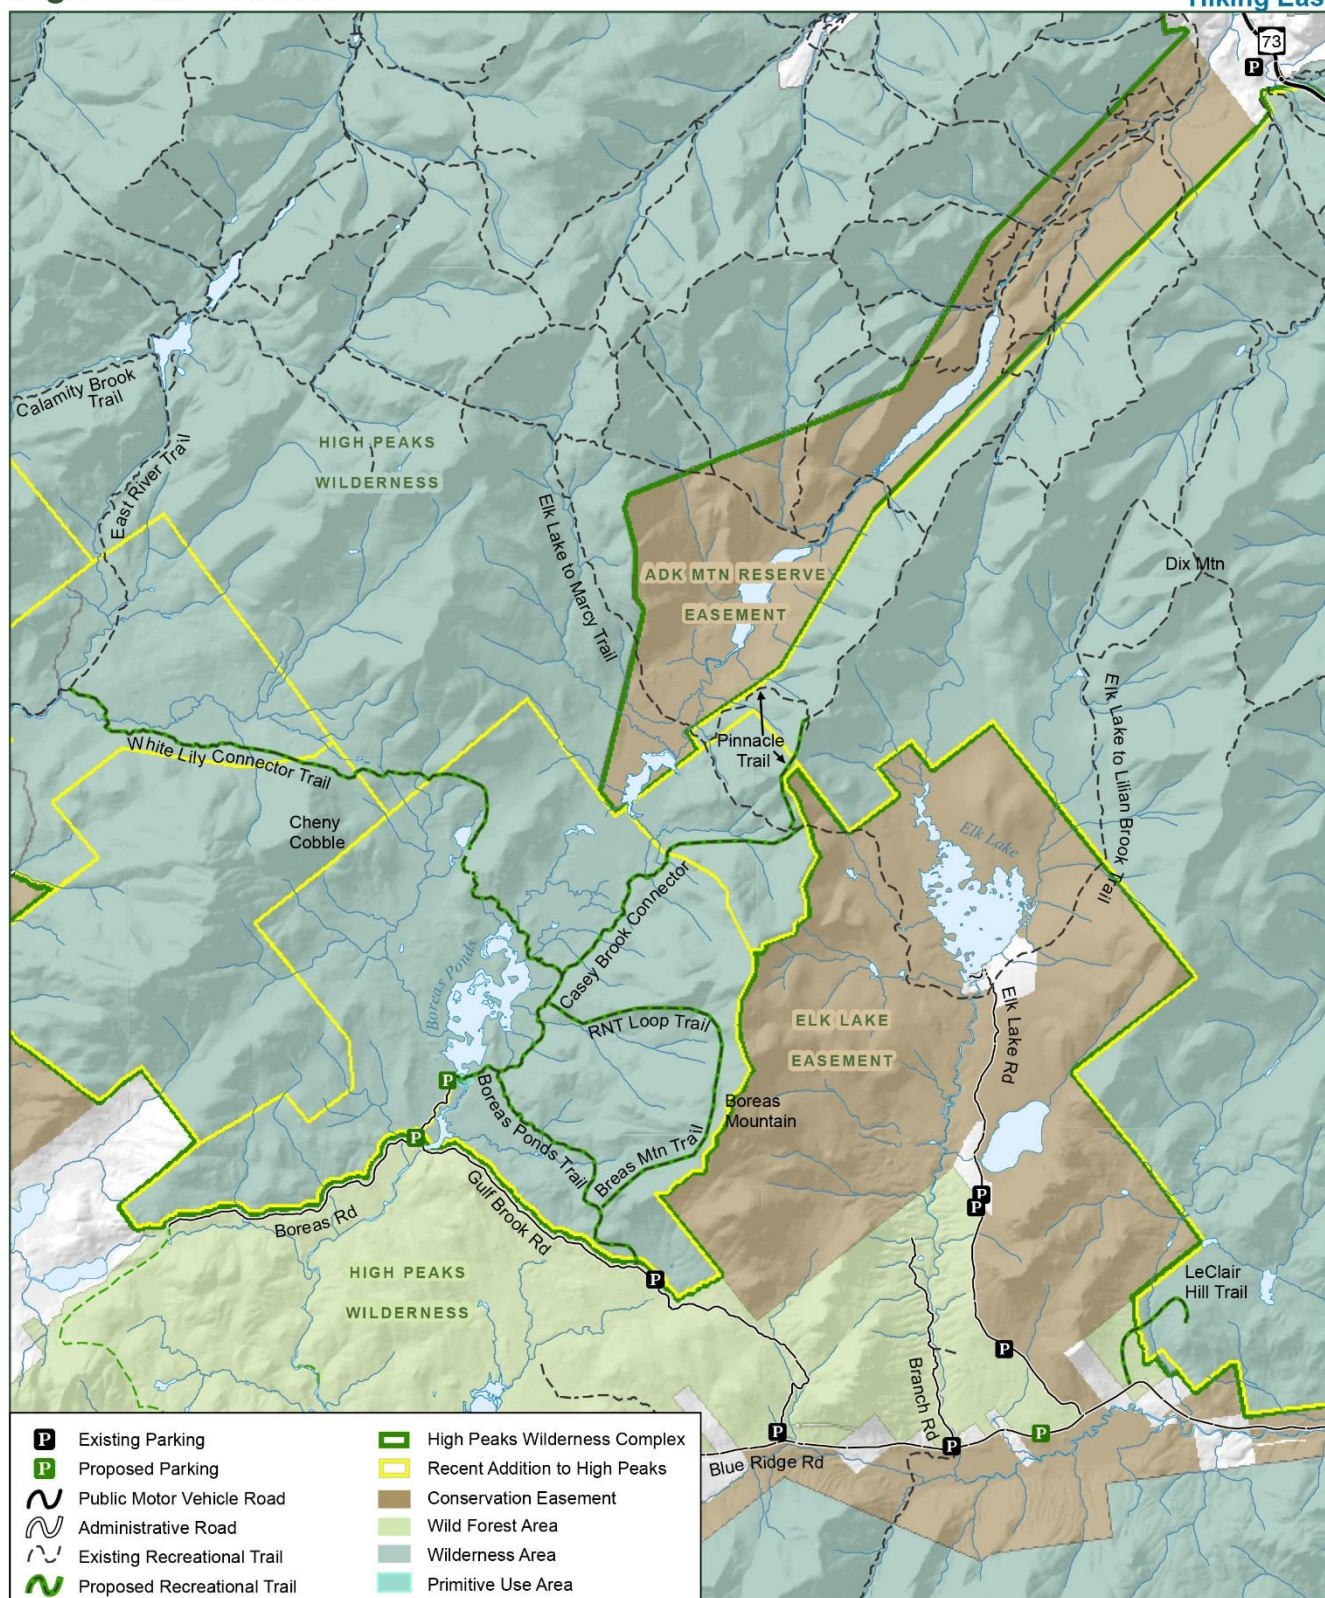 Hiking East
73
P
Calamity Brook
Trail
East River Trail
HIGH PEAKS
WILDERNESS
Elk Lake to Marcy Trail
ADK MTN RESERVE
EASEMENT
Dix Mtn
Elk Lake to Lilian Brook
Trail
Pinnacle
Trail
White Lily Connector Trail
Cheny
Cobble
Elk Lake
Casey Brook Connector
Boreas Ponds
RNT Loop Trail
ELK LAKE
EASEMENT
Elk Lake Rd
P
Boreas Ponds Trail
Boreas
Mountain
P
Breas Mtn Trail
Gulf Brook Rd
Boreas Rd
P
P
HIGH PEAKS
WILDERNESS
P
LeClair
Hill Trail
P
Branch Rd
P
P
P
Blue Ridge Rd
P Existing Parking
P Proposed Parking
Public Motor Vehicle Road
Administrative Road
Existing Recreational Trail
Proposed Recreational Trail
High Peaks Wilderness Complex
Recent Addition to High Peaks
Conservation Easement
Wild Forest Area
Wilderness Area
Primitive Use Area